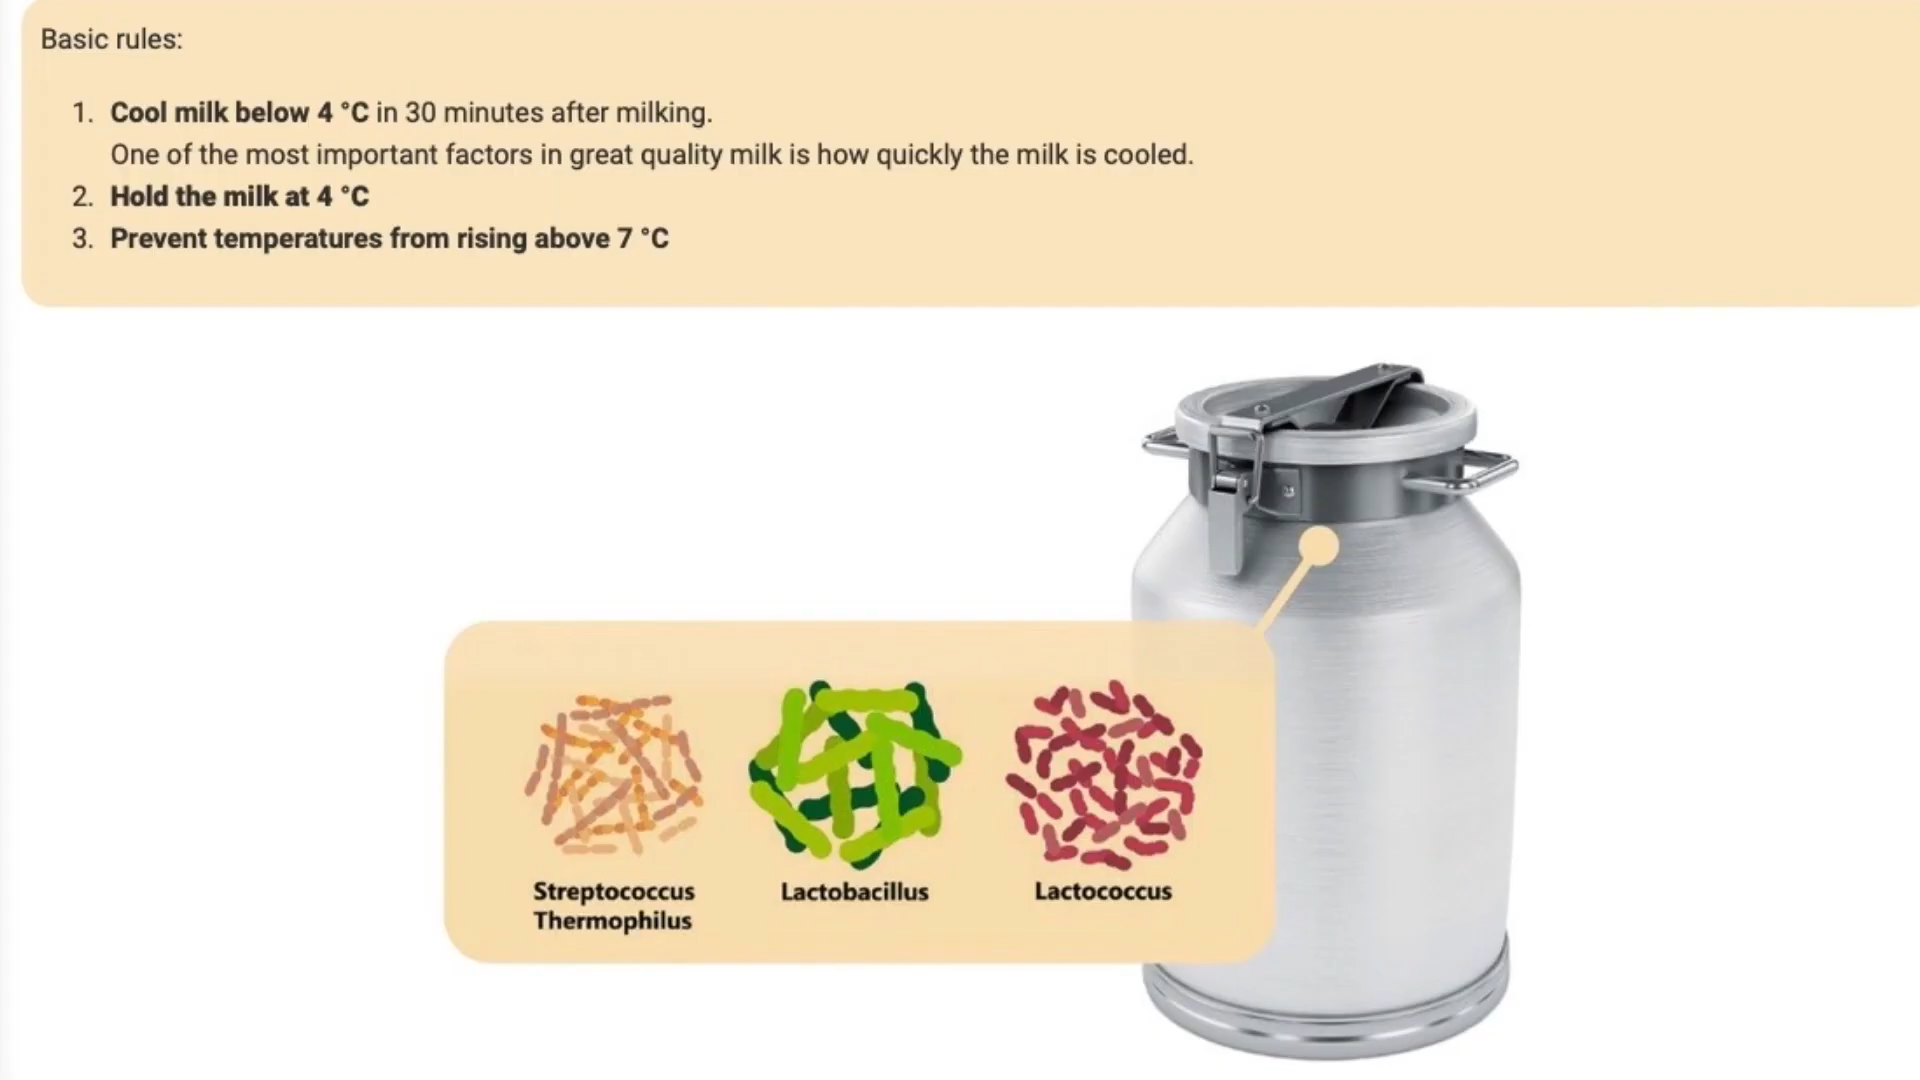 Basic rules:
1. Cool milk below 4 °C in 30 minutes after milking.
One of the most important factors in great quality milk is how quickly the milk is cooled.
2. Hold the milk at 4 °C
3. Prevent temperatures from rising above 7 °C
Streptococcus
Thermophilus
Lactobacillus
Lactococcus